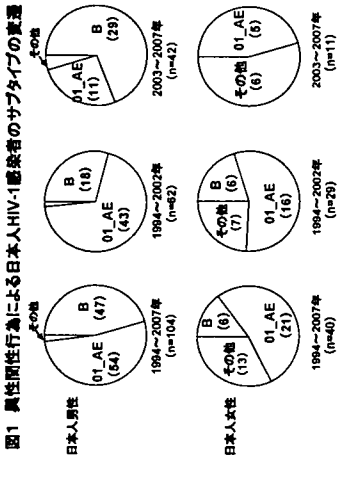 図1 異性間性行為による日本人HIV-1感染者のサブタイプの変遷
日本人男性
その他
B
(47)
01_AE
(54)
1994〜2007年
(n=104)
B
(18)
01_AE
(43)
1994〜2002年
(n=62)
その他
B
(29)
01_AE
(11)
2003〜2007年
(n=42)
日本人女性
B
(6)
その他
(13)
01_AE
(21)
1994〜2007年
(n=40)
B
(6)
その他
(7)
01_AE
(16)
1994〜2002年
(n=29)
01_AE
(5)
その他
(6)
2003〜2007年
(n=11)